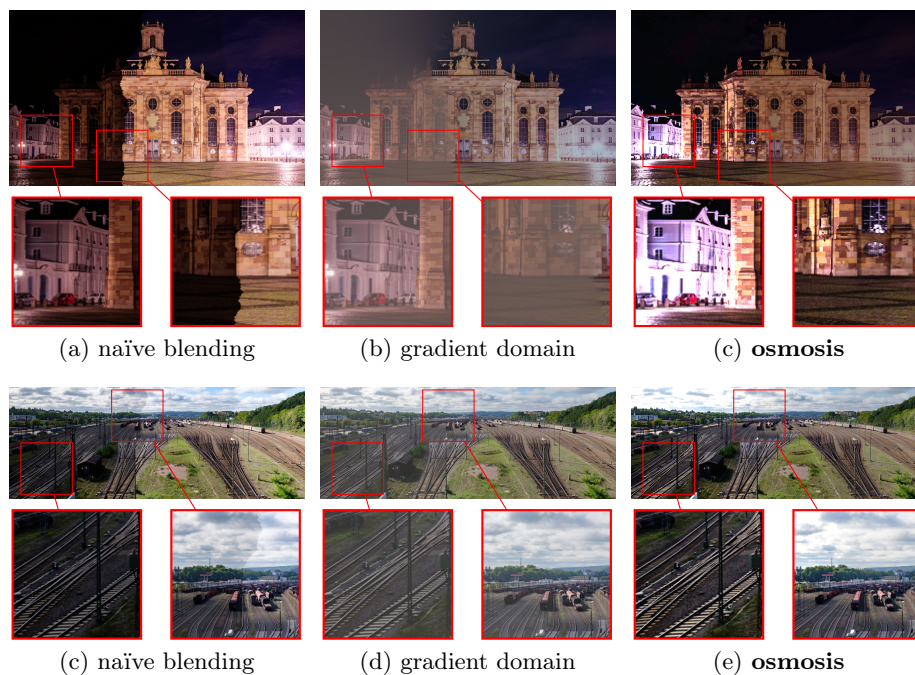 (a) naïve blending
(b) gradient domain
(c) osmosis
(c) naïve blending
(d) gradient domain
(e) osmosis